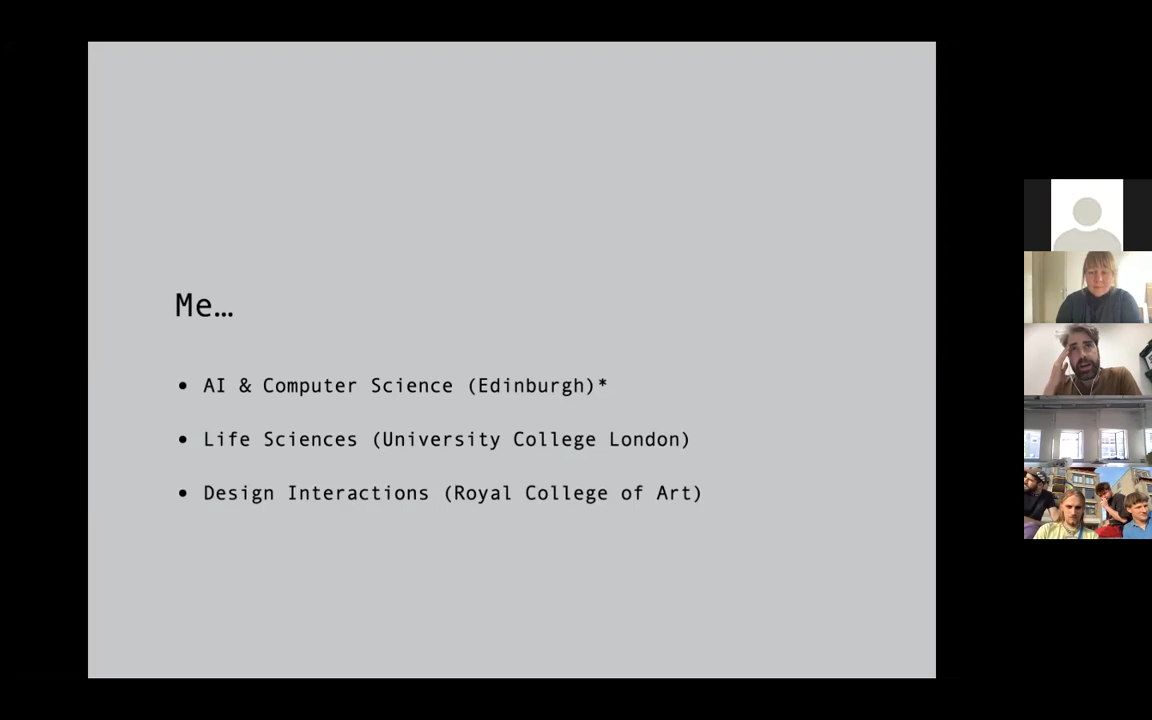 Me…
• AI & Computer Science (Edinburgh)*
• Life Sciences (University College London)
• Design Interactions (Royal College of Art)